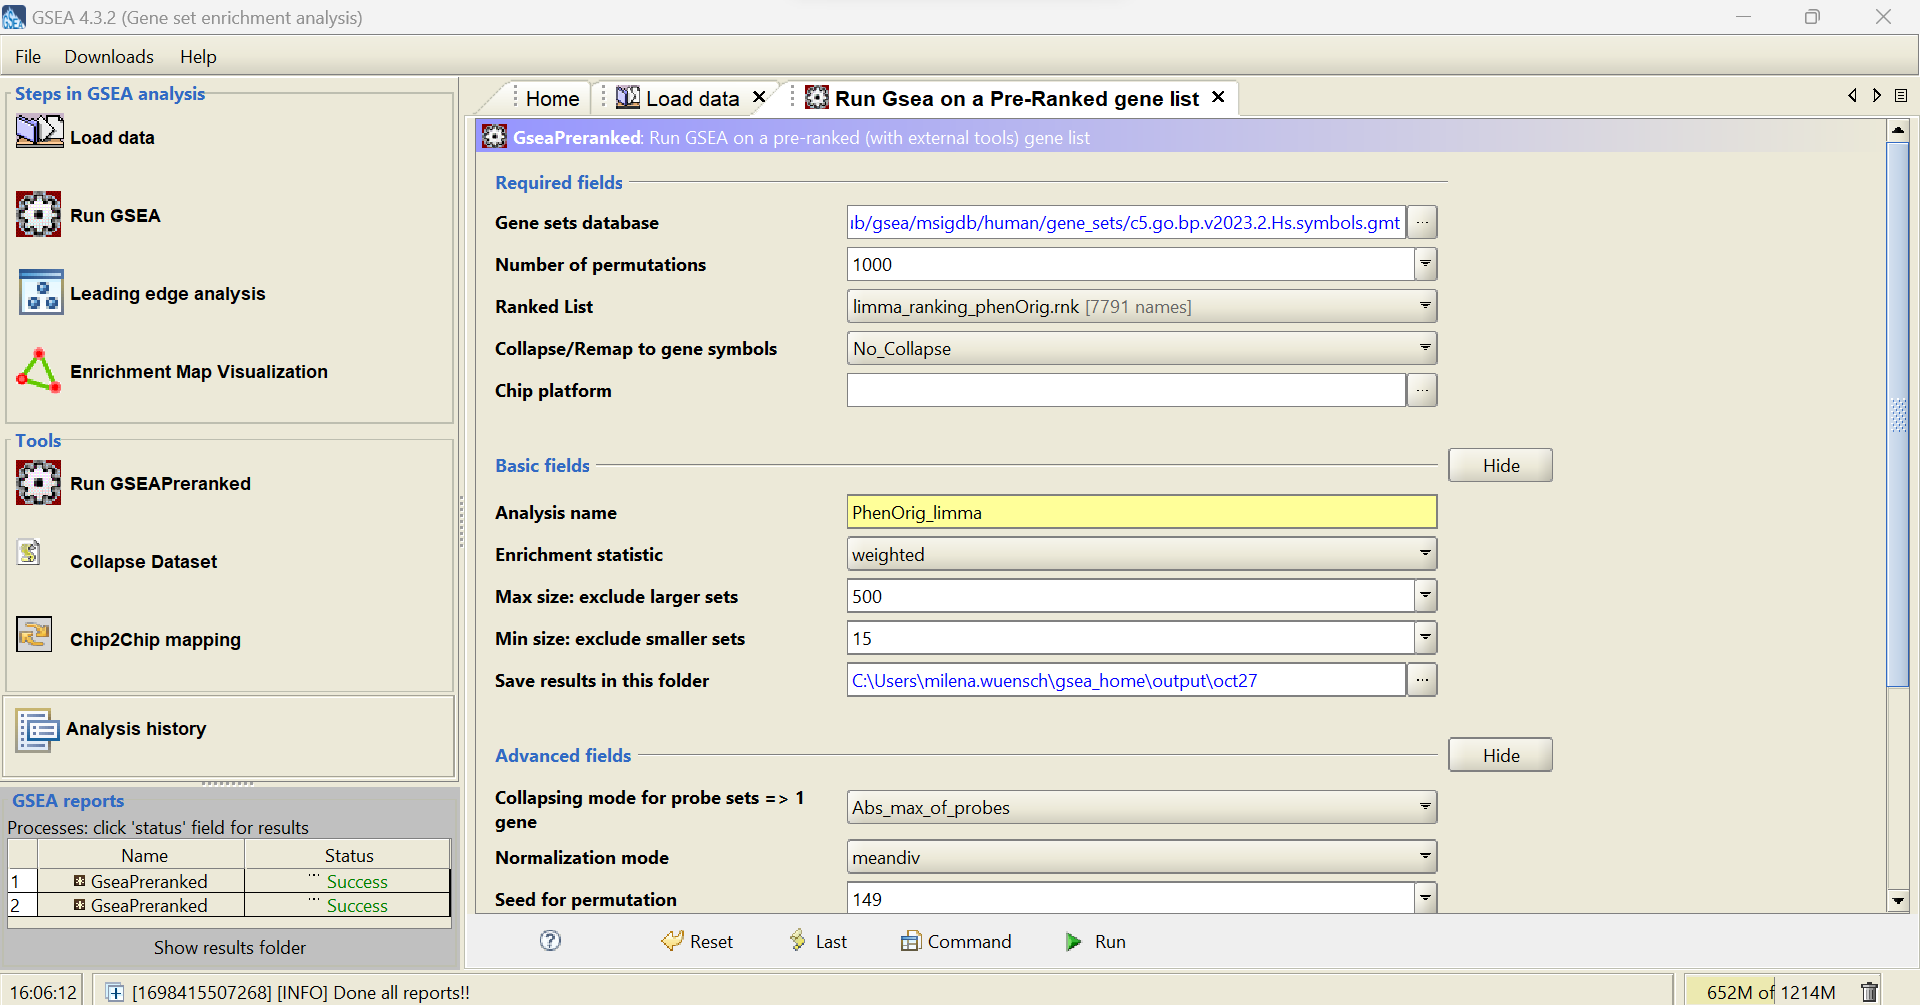 GSEA 4.3.2 (Gene set enrichment analysis)
File Downloads Help
Steps in GSEA analysis
Load data
Run GSEA
Leading edge analysis
Enrichment Map Visualization
Tools
Run GSEAPreranked
Collapse Dataset
Chip2Chip mapping
Analysis history
GSEA reports
Processes: click 'status' field for results
Name Status
1 GseaPreranked ... Success
2 GseaPreranked ... Success
Show results folder
Home Load data Run Gsea on a Pre-Ranked gene list
GseaPreranked: Run GSEA on a pre-ranked (with external tools) gene list
Required fields
Gene sets database ıb/gsea/msigdb/human/gene_sets/c5.go.bp.v2023.2.Hs.symbols.gmt ...
Number of permutations 1000
Ranked List limma_ranking_phenOrig.rnk [7791 names]
Collapse/Remap to gene symbols No_Collapse
Chip platform ...
Basic fields Hide
Analysis name PhenOrig_limma
Enrichment statistic weighted
Max size: exclude larger sets 500
Min size: exclude smaller sets 15
Save results in this folder C:\Users\milena.wuensch\gsea_home\output\oct27 ...
Advanced fields Hide
Collapsing mode for probe sets => 1
gene Abs_max_of_probes
Normalization mode meandiv
Seed for permutation 149
? Reset Last Command Run
16:06:12 [1698415507268] [INFO] Done all reports!! 652M of 1214M